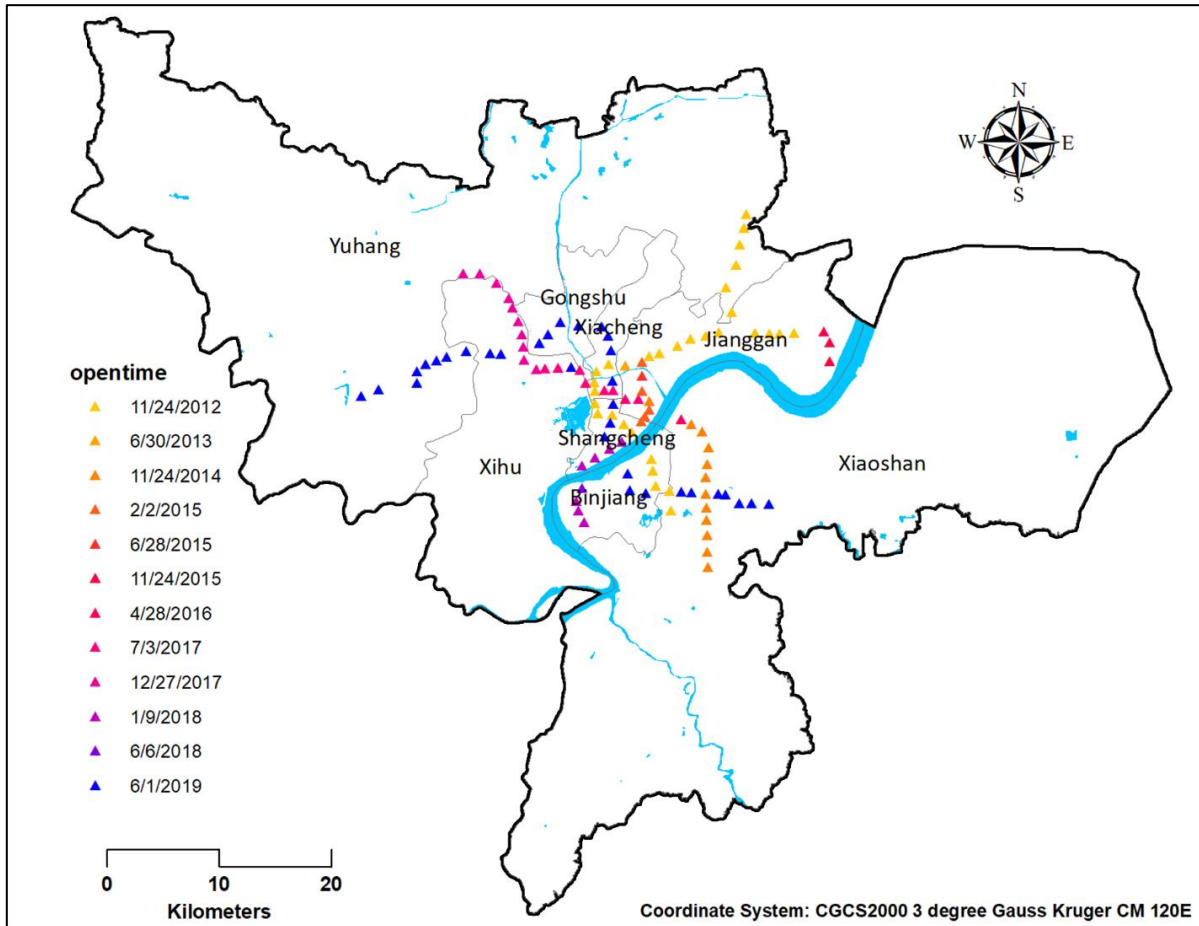 N
W E
S
Yuhang
Gongshu
Xiacheng
Jianggan
opentime
11/24/2012
6/30/2013
11/24/2014
2/2/2015
6/28/2015
11/24/2015
4/28/2016
7/3/2017
12/27/2017
1/9/2018
6/6/2018
6/1/2019
Shangcheng
Xihu
Xiaoshan
Binjiang
0 10 20
Kilometers
Coordinate System: CGCS2000 3 degree Gauss Kruger CM 120E